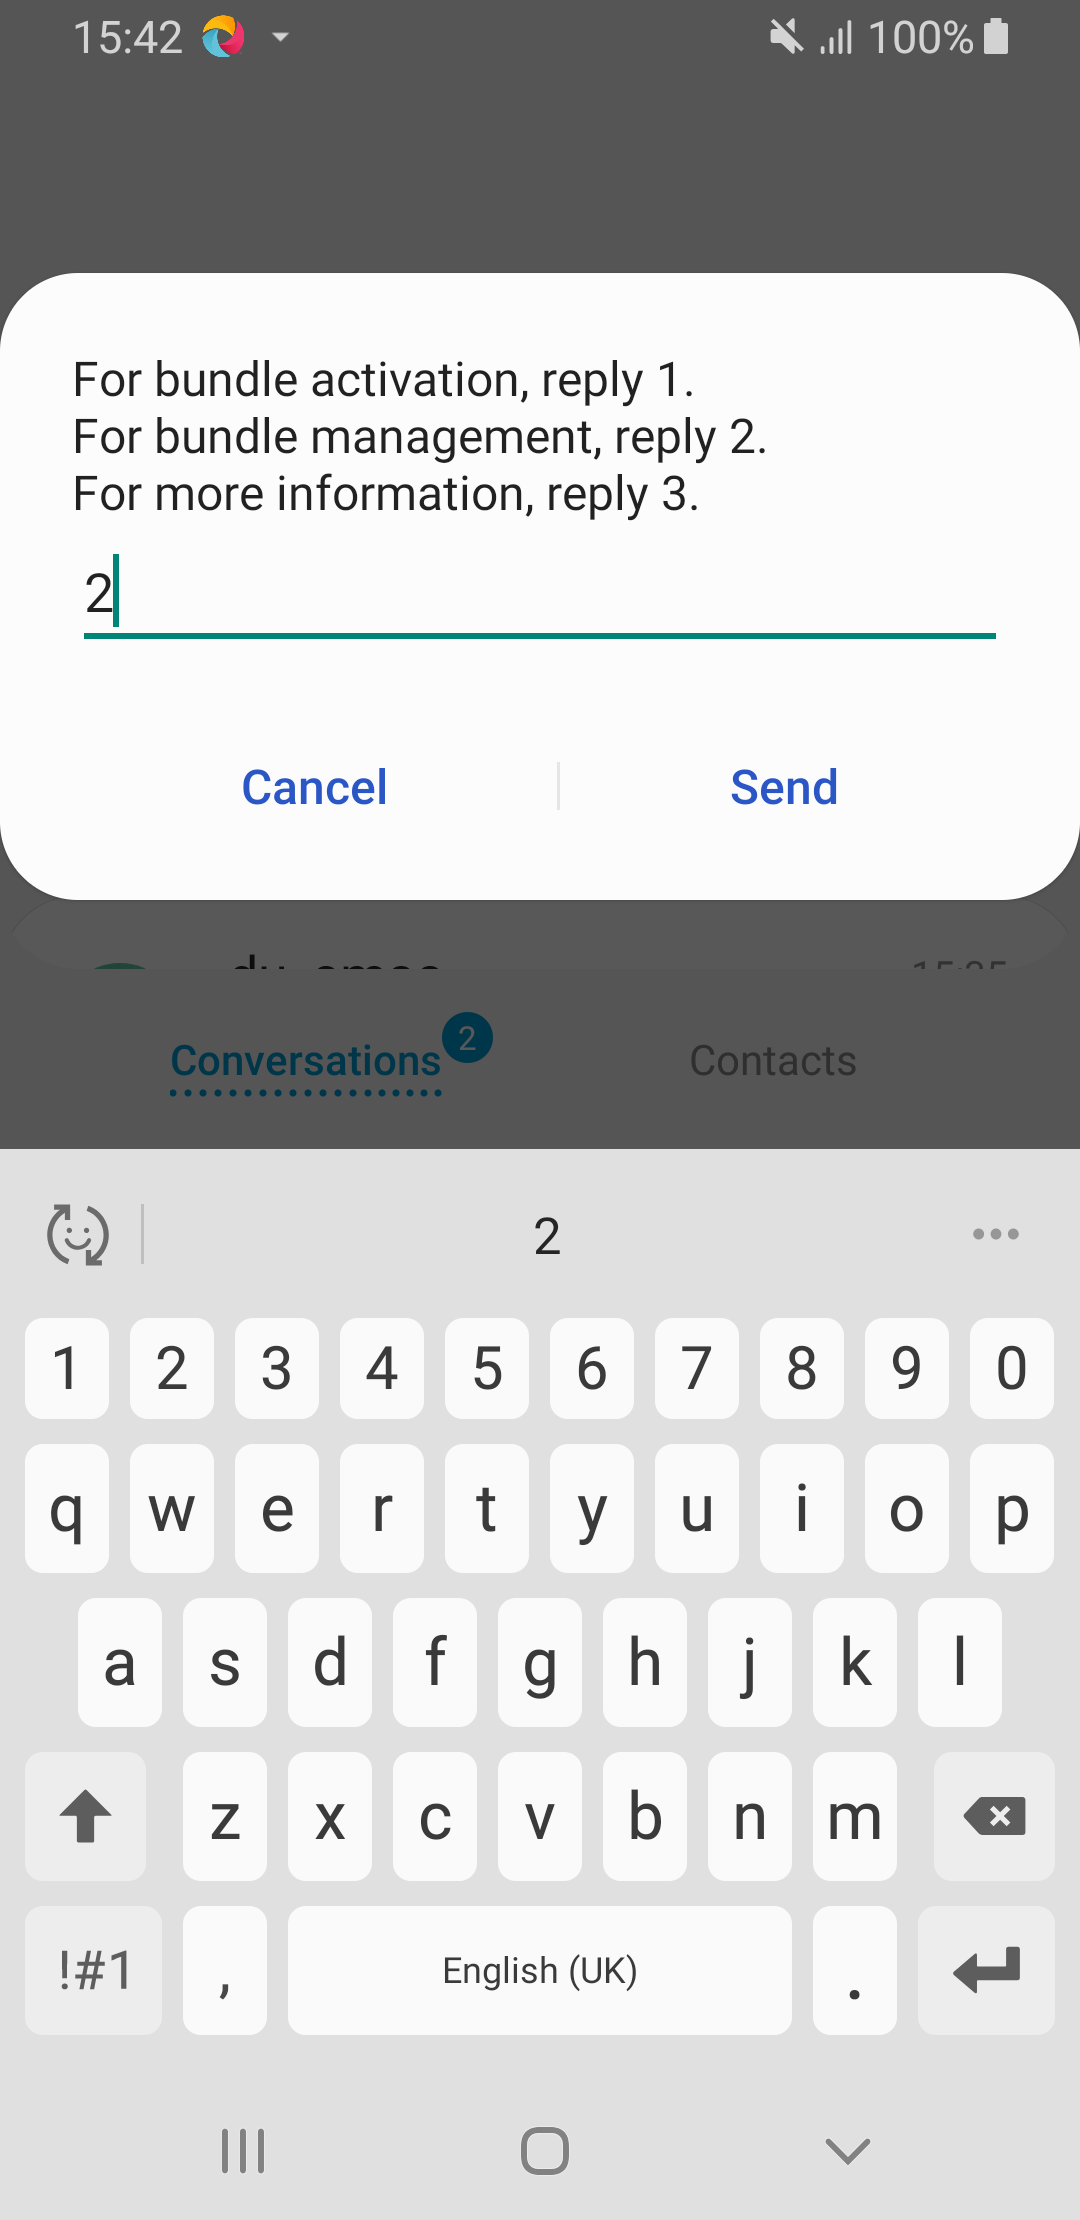 15:42
100%
For bundle activation, reply 1.
For bundle management, reply 2.
For more information, reply 3.
2
Cancel
Send
Conversations
2
Contacts
2
1 2 3 4 5 6 7 8 9 0
q w e r t y u i o p
a s d f g h j k l
z x c v b n m
!#1 , English (UK) .